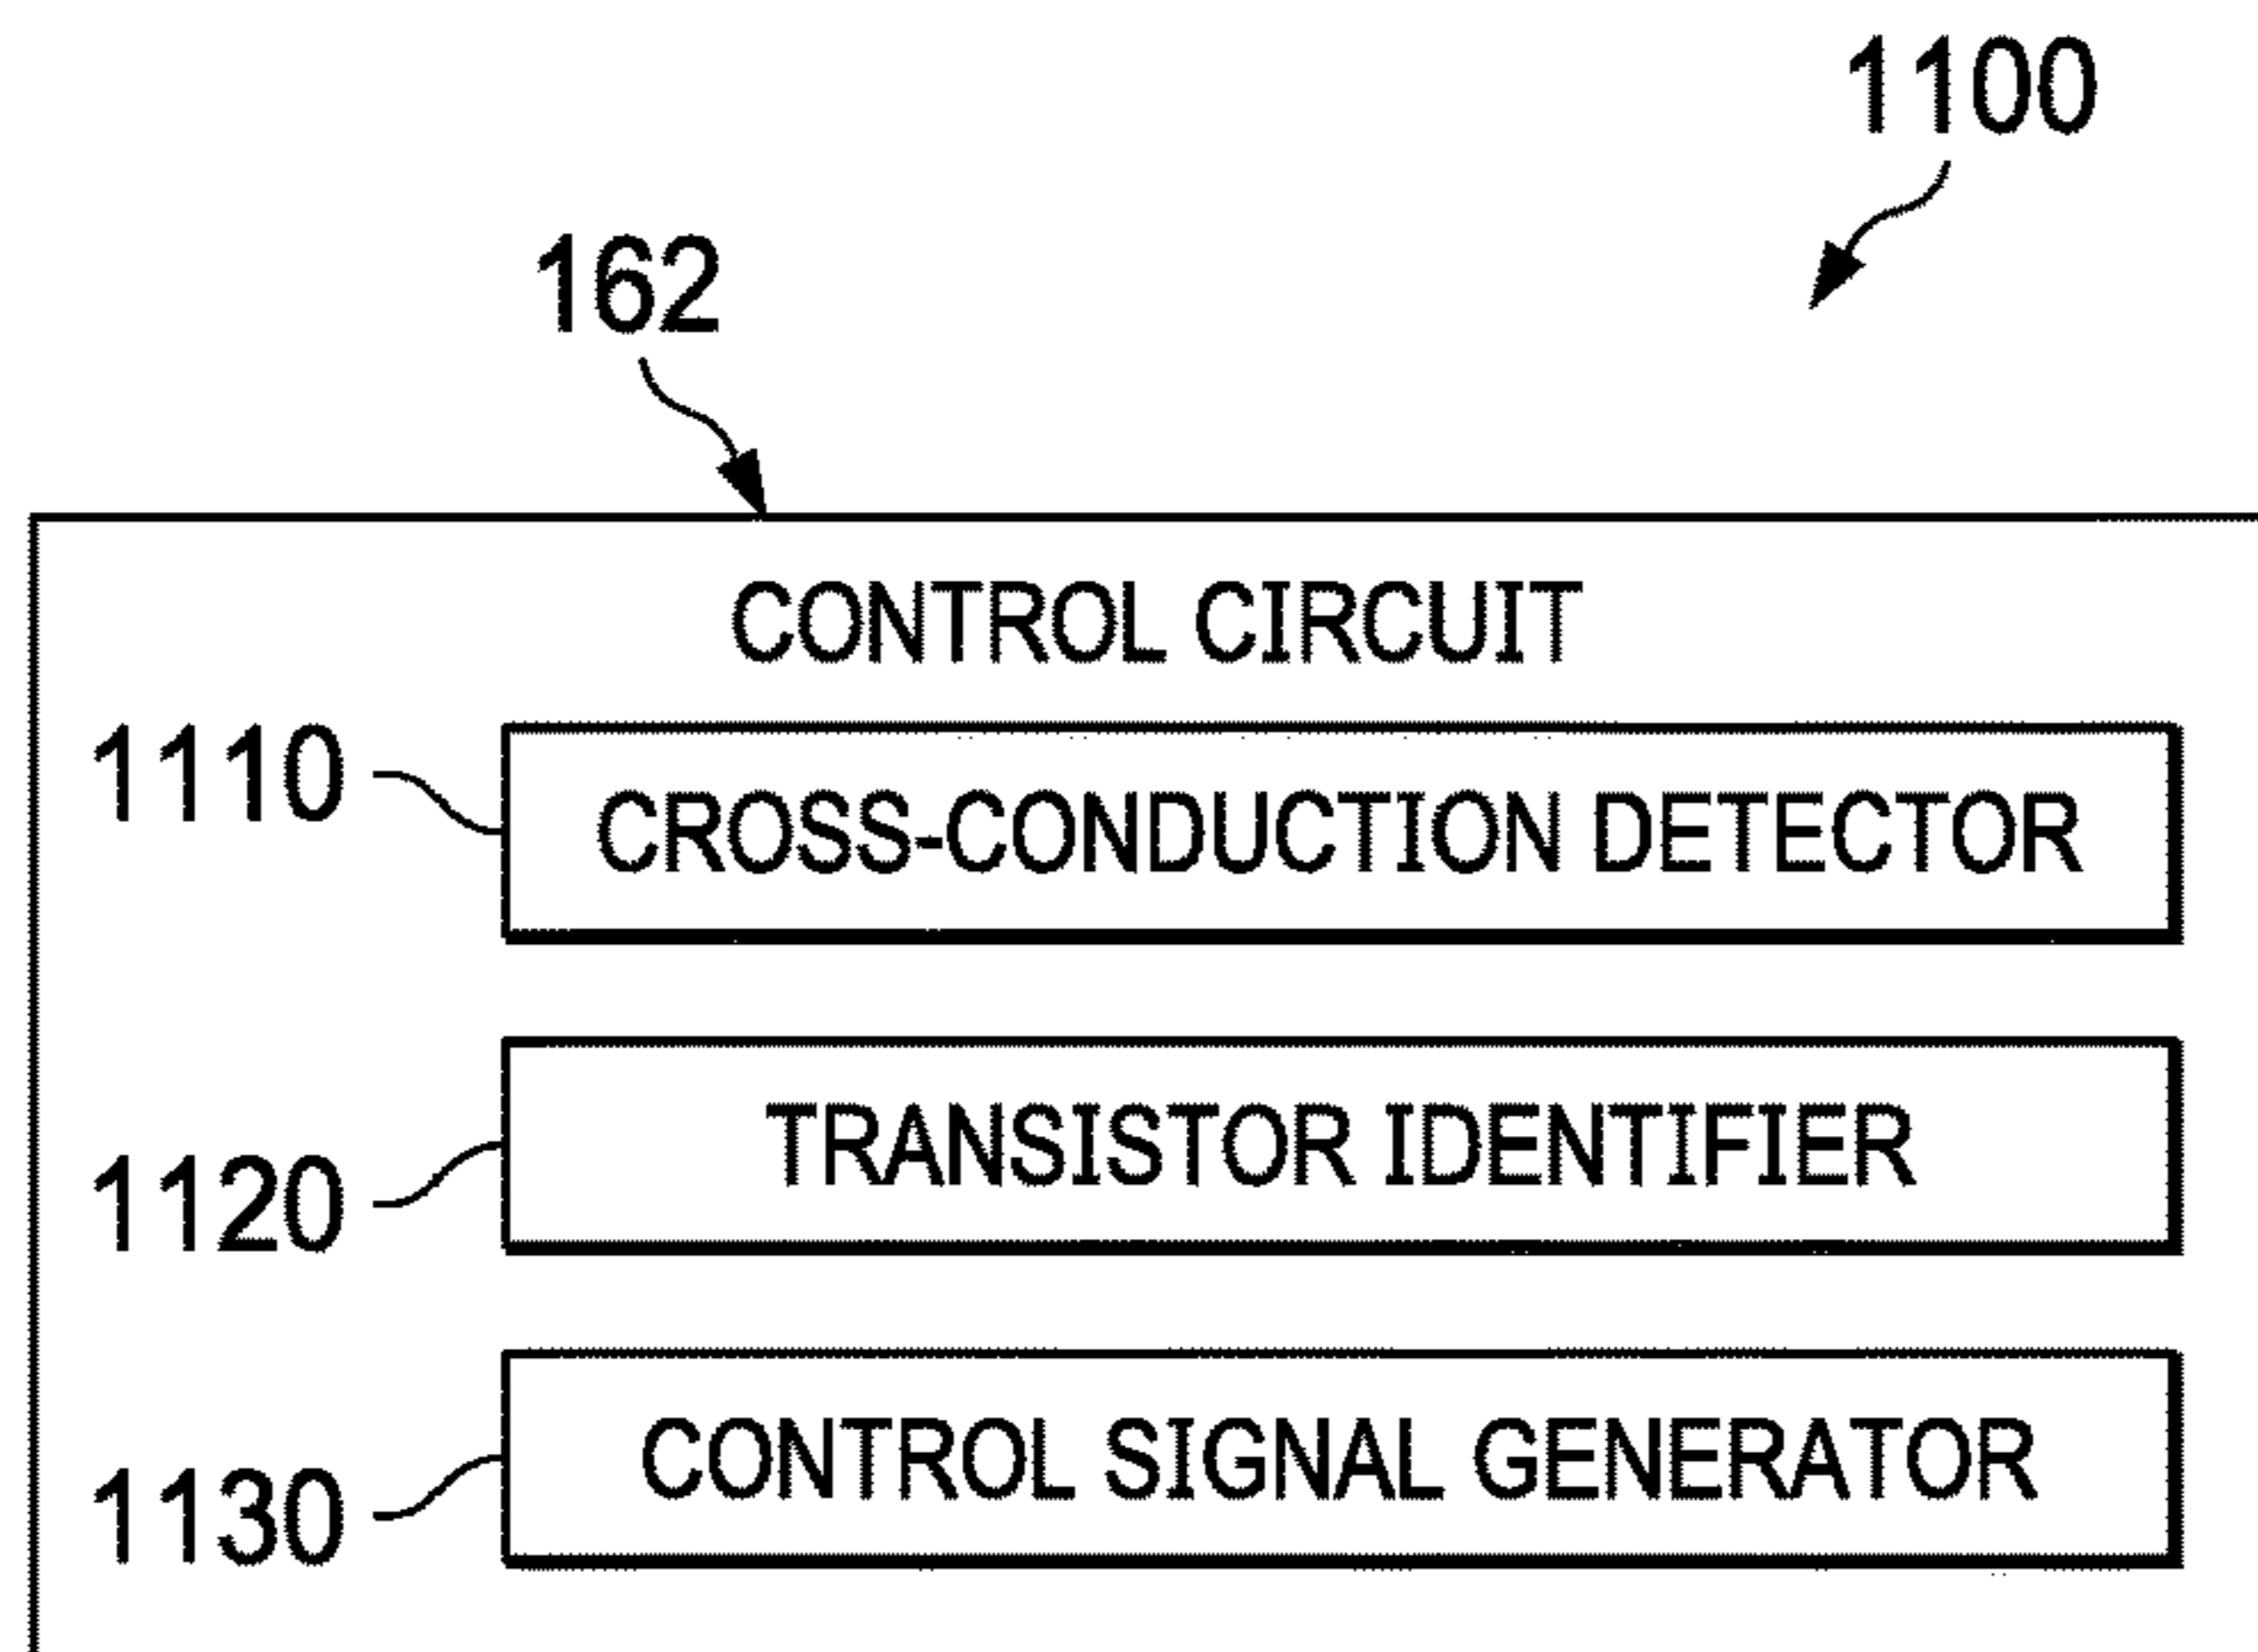 1100
162
CONTROL CIRCUIT
1110
CROSS-CONDUCTION DETECTOR
1120
TRANSISTOR IDENTIFIER
1130
CONTROL SIGNAL GENERATOR